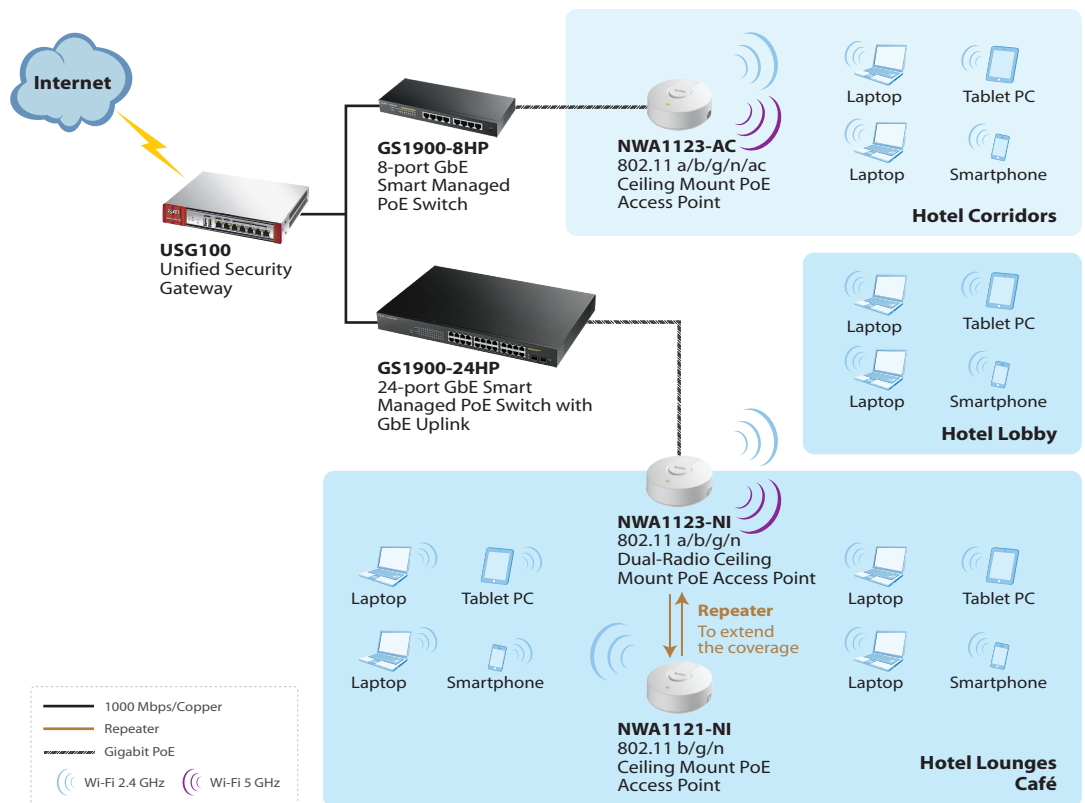 Internet
USG100
Unified Security
Gateway
GS1900-8HP
8-port GbE
Smart Managed
PoE Switch
GS1900-24HP
24-port GbE Smart
Managed PoE Switch with
GbE Uplink
NWA1123-AC
802.11 a/b/g/n/ac
Ceiling Mount PoE
Access Point
Laptop
Tablet PC
Laptop
Smartphone
Hotel Corridors
Laptop
Tablet PC
Laptop
Smartphone
Hotel Lobby
NWA1123-NI
802.11 a/b/g/n
Dual-Radio Ceiling
Mount PoE Access Point
Laptop
Tablet PC
Laptop
Smartphone
Repeater
To extend
the coverage
Laptop
Tablet PC
Laptop
Smartphone
NWA1121-NI
802.11 b/g/n
Ceiling Mount PoE
Access Point
Hotel Lounges
Café
1000 Mbps/Copper
Repeater
Gigabit PoE
Wi-Fi 2.4 GHz
Wi-Fi 5 GHz